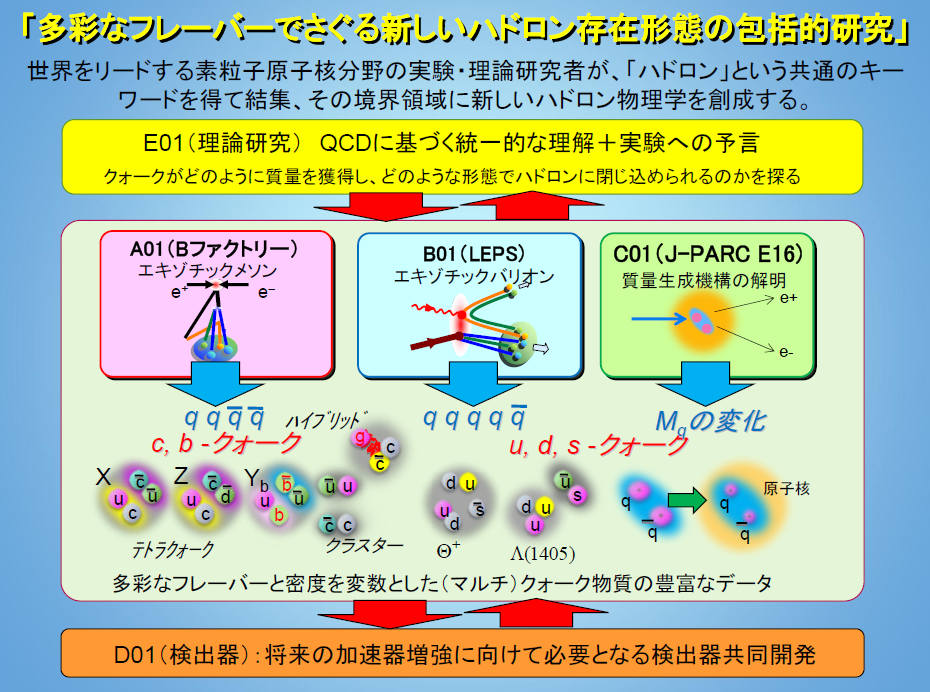 「多彩なフレーバーでさぐる新しいハドロン存在形態の包括的研究」
世界をリードする素粒子原子核分野の実験・理論研究者が、「ハドロン」という共通のキー
ワードを得て結集、その境界領域に新しいハドロン物理学を創成する。
E01(理論研究) QCDに基づく統一的な理解+実験への予言
クォークがどのように質量を獲得し、どのような形態でハドロンに閉じ込められるのかを探る
A01(Bファクトリー)
エキゾチックメソン
e⁺ e⁻
B01(LEPS)
エキゾチックバリオン
C01(J-PARC E16)
質量生成機構の解明
e+
e-
q q q̅ q̅
ハイブリッド
q q q q q̅
Mqの変化
c, b -クォーク
u, d, s -クォーク
g c c̅
X c̅ u u̅ c
Z c̅ u d̅ c
Yb b̅ u u̅ b
u̅ u
c̅ c
d u u s̅ d
u̅ s d u u
q q̅
q q̅
原子核
テトラクォーク
クラスター
Θ⁺
Λ(1405)
多彩なフレーバーと密度を変数とした(マルチ)クォーク物質の豊富なデータ
D01(検出器):将来の加速器増強に向けて必要となる検出器共同開発